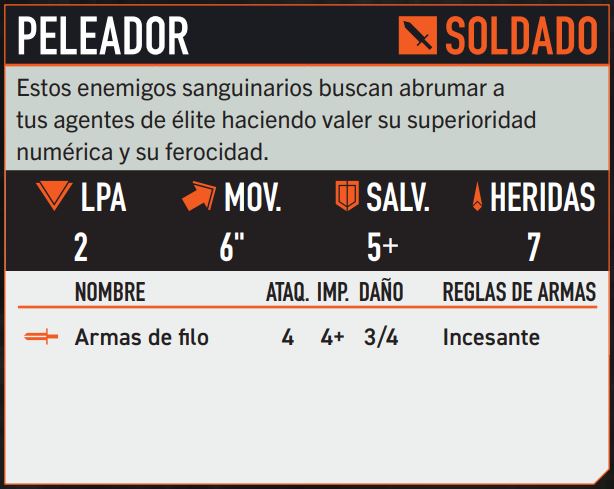 PELEADOR
SOLDADO
Estos enemigos sanguinarios buscan abrumar a
tus agentes de élite haciendo valer su superioridad
numérica y su ferocidad.
LPA MOV. SALV. HERIDAS
2 6" 5+ 7
NOMBRE ATAQ. IMP. DAÑO REGLAS DE ARMAS
Armas de filo 4 4+ 3/4 Incesante